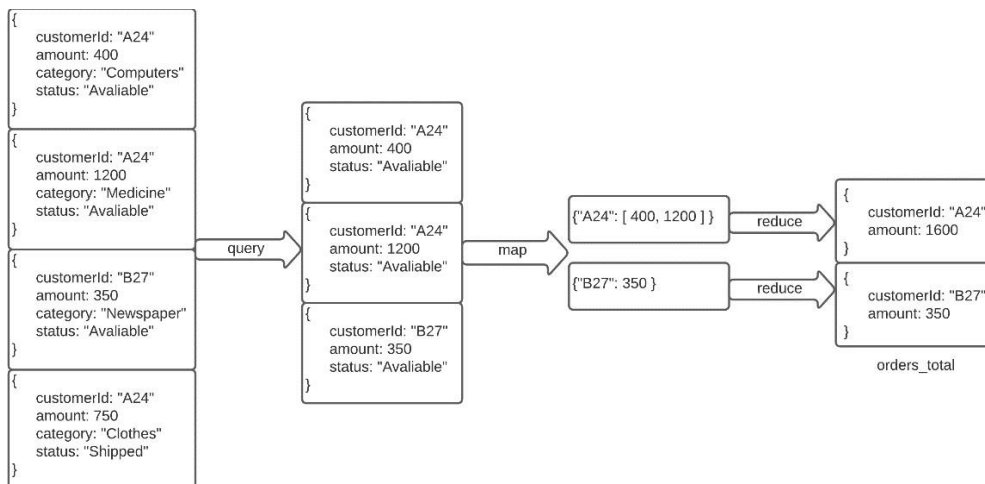 {
customerId: "A24"
amount: 400
category: "Computers"
status: "Avaliable"
}
{
customerId: "A24"
amount: 1200
category: "Medicine"
status: "Avaliable"
}
{
customerId: "B27"
amount: 350
category: "Newspaper"
status: "Avaliable"
}
{
customerId: "A24"
amount: 750
category: "Clothes"
status: "Shipped"
}
query
{
customerId: "A24"
amount: 400
status: "Avaliable"
}
{
customerId: "A24"
amount: 1200
status: "Avaliable"
}
{
customerId: "B27"
amount: 350
status: "Avaliable"
}
map
{"A24": [ 400, 1200 ] }
reduce
{"B27": 350 }
reduce
{
customerId: "A24"
amount: 1600
}
{
customerId: "B27"
amount: 350
}
orders_total